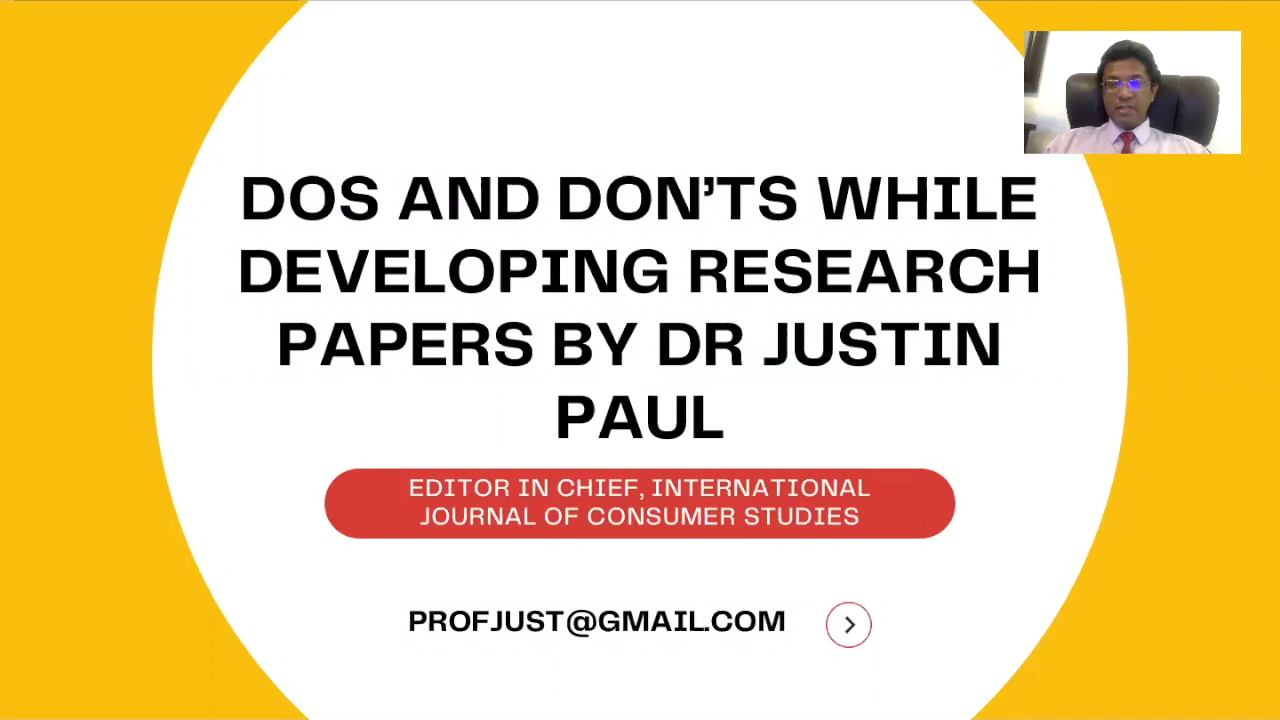 DOS AND DON’TS WHILE
DEVELOPING RESEARCH
PAPERS BY DR JUSTIN
PAUL
EDITOR IN CHIEF, INTERNATIONAL
JOURNAL OF CONSUMER STUDIES
PROFJUST@GMAIL.COM